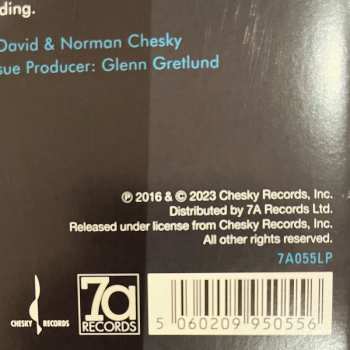 ding.
David & Norman Chesky
sue Producer: Glenn Gretlund
℗ 2016 & © 2023 Chesky Records, Inc.
Distributed by 7A Records Ltd.
Released under license from Chesky Records, Inc.
All other rights reserved.
7A055LP
CHESKY RECORDS
7a
RECORDS
5 060209 950556